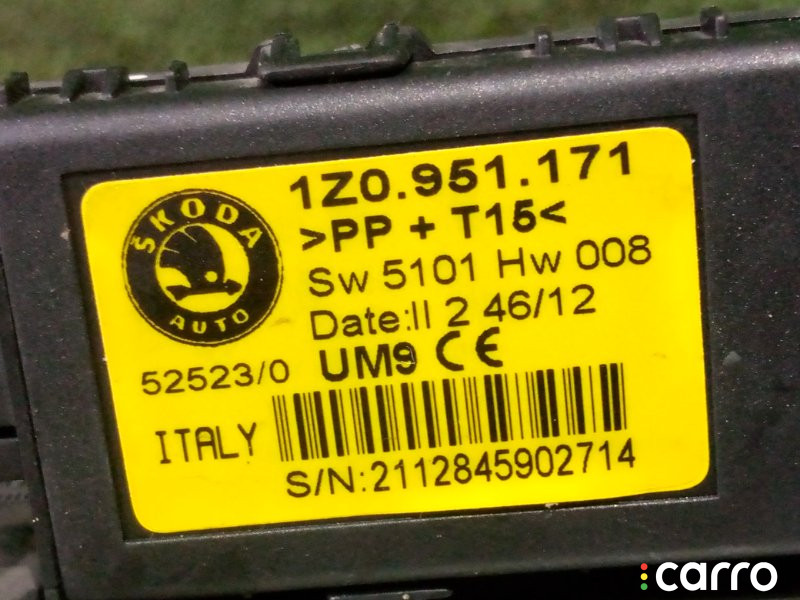 ŠKODA
AUTO
1Z0.951.171
>PP + T15<
Sw 5101 Hw 008
Date:II 2 46/12
52523/0 UM9 CE
ITALY
S/N:2112845902714
carro